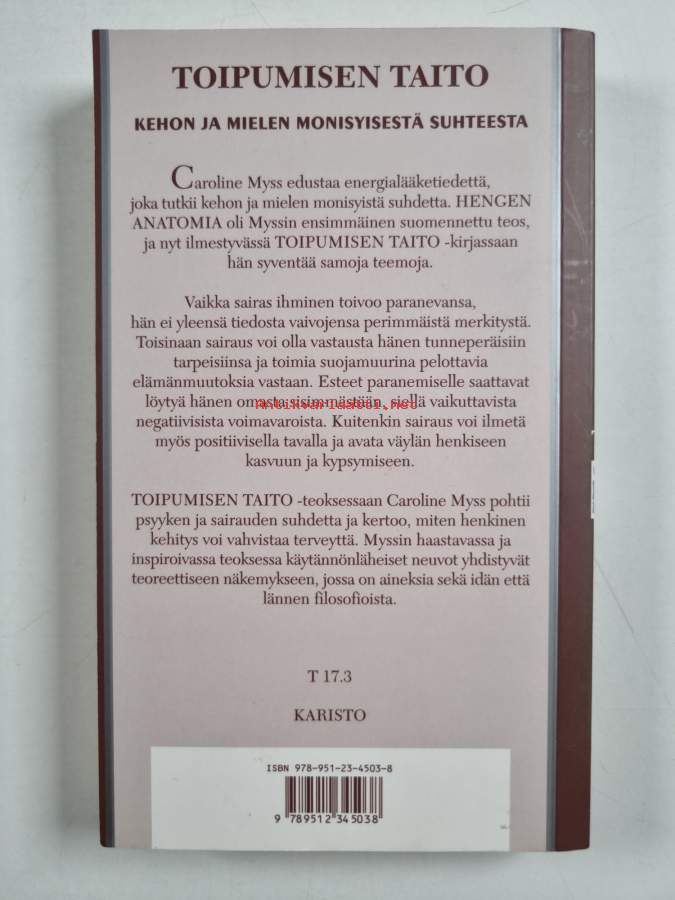 TOIPUMISEN TAITO
KEHON JA MIELEN MONISYISESTÄ SUHTEESTA
Caroline Myss edustaa energialääketiedettä,
joka tutkii kehon ja mielen monisyistä suhdetta. HENGEN
ANATOMIA oli Myssin ensimmäinen suomennettu teos,
ja nyt ilmestyvässä TOIPUMISEN TAITO -kirjassaan
hän syventää samoja teemoja.
Vaikka sairas ihminen toivoo paranevansa,
hän ei yleensä tiedosta vaivojensa perimmäistä merkitystä.
Toisinaan sairaus voi olla vastausta hänen tunneperäisiin
tarpeisiinsa ja toimia suojamuurina pelottavia
elämänmuutoksia vastaan. Esteet paranemiselle saattavat
löytyä hänen omasta sisimmästään, siellä vaikuttavista
antikvariaatti.net
negatiivisista voimavaroista. Kuitenkin sairaus voi ilmetä
myös positiivisella tavalla ja avata väylän henkiseen
kasvuun ja kypsymiseen.
TOIPUMISEN TAITO -teoksessaan Caroline Myss pohtii
psyyken ja sairauden suhdetta ja kertoo, miten henkinen
kehitys voi vahvistaa terveyttä. Myssin haastavassa ja
inspiroivassa teoksessa käytännönläheiset neuvot yhdistyvät
teoreettiseen näkemykseen, jossa on aineksia sekä idän että
lännen filosofioista.
T 17.3
KARISTO
ISBN 978-951-23-4503-8
9 789512 345038